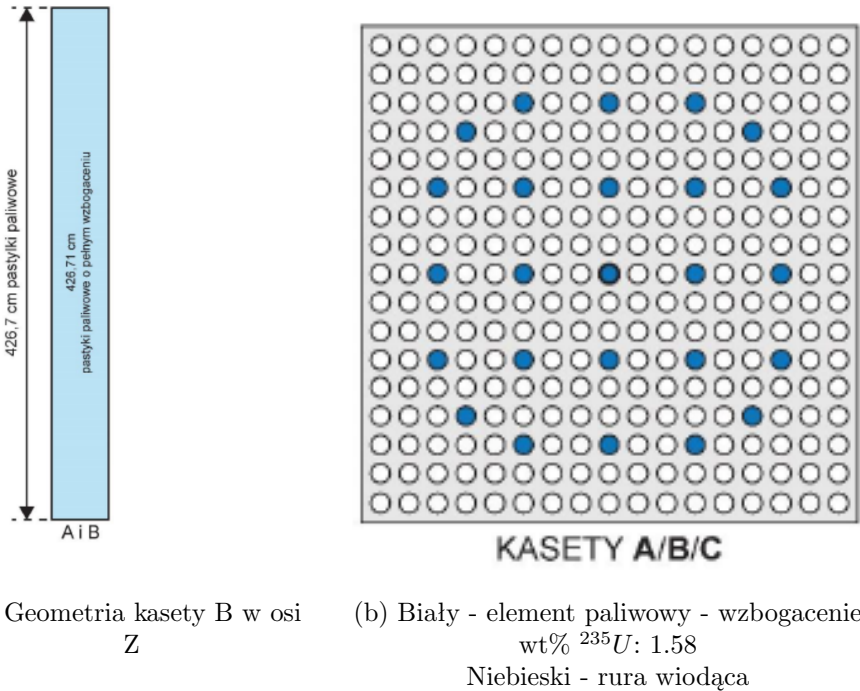 426,7 cm pastylki paliwowe
426,71 cm
pastyki paliwowe o pełnym wzbogaceniu
A i B
KASETY A/B/C
Geometria kasety B w osi
Z
(b) Biały - element paliwowy - wzbogacenie
wt% ²³⁵U: 1.58
Niebieski - rura wiodąca